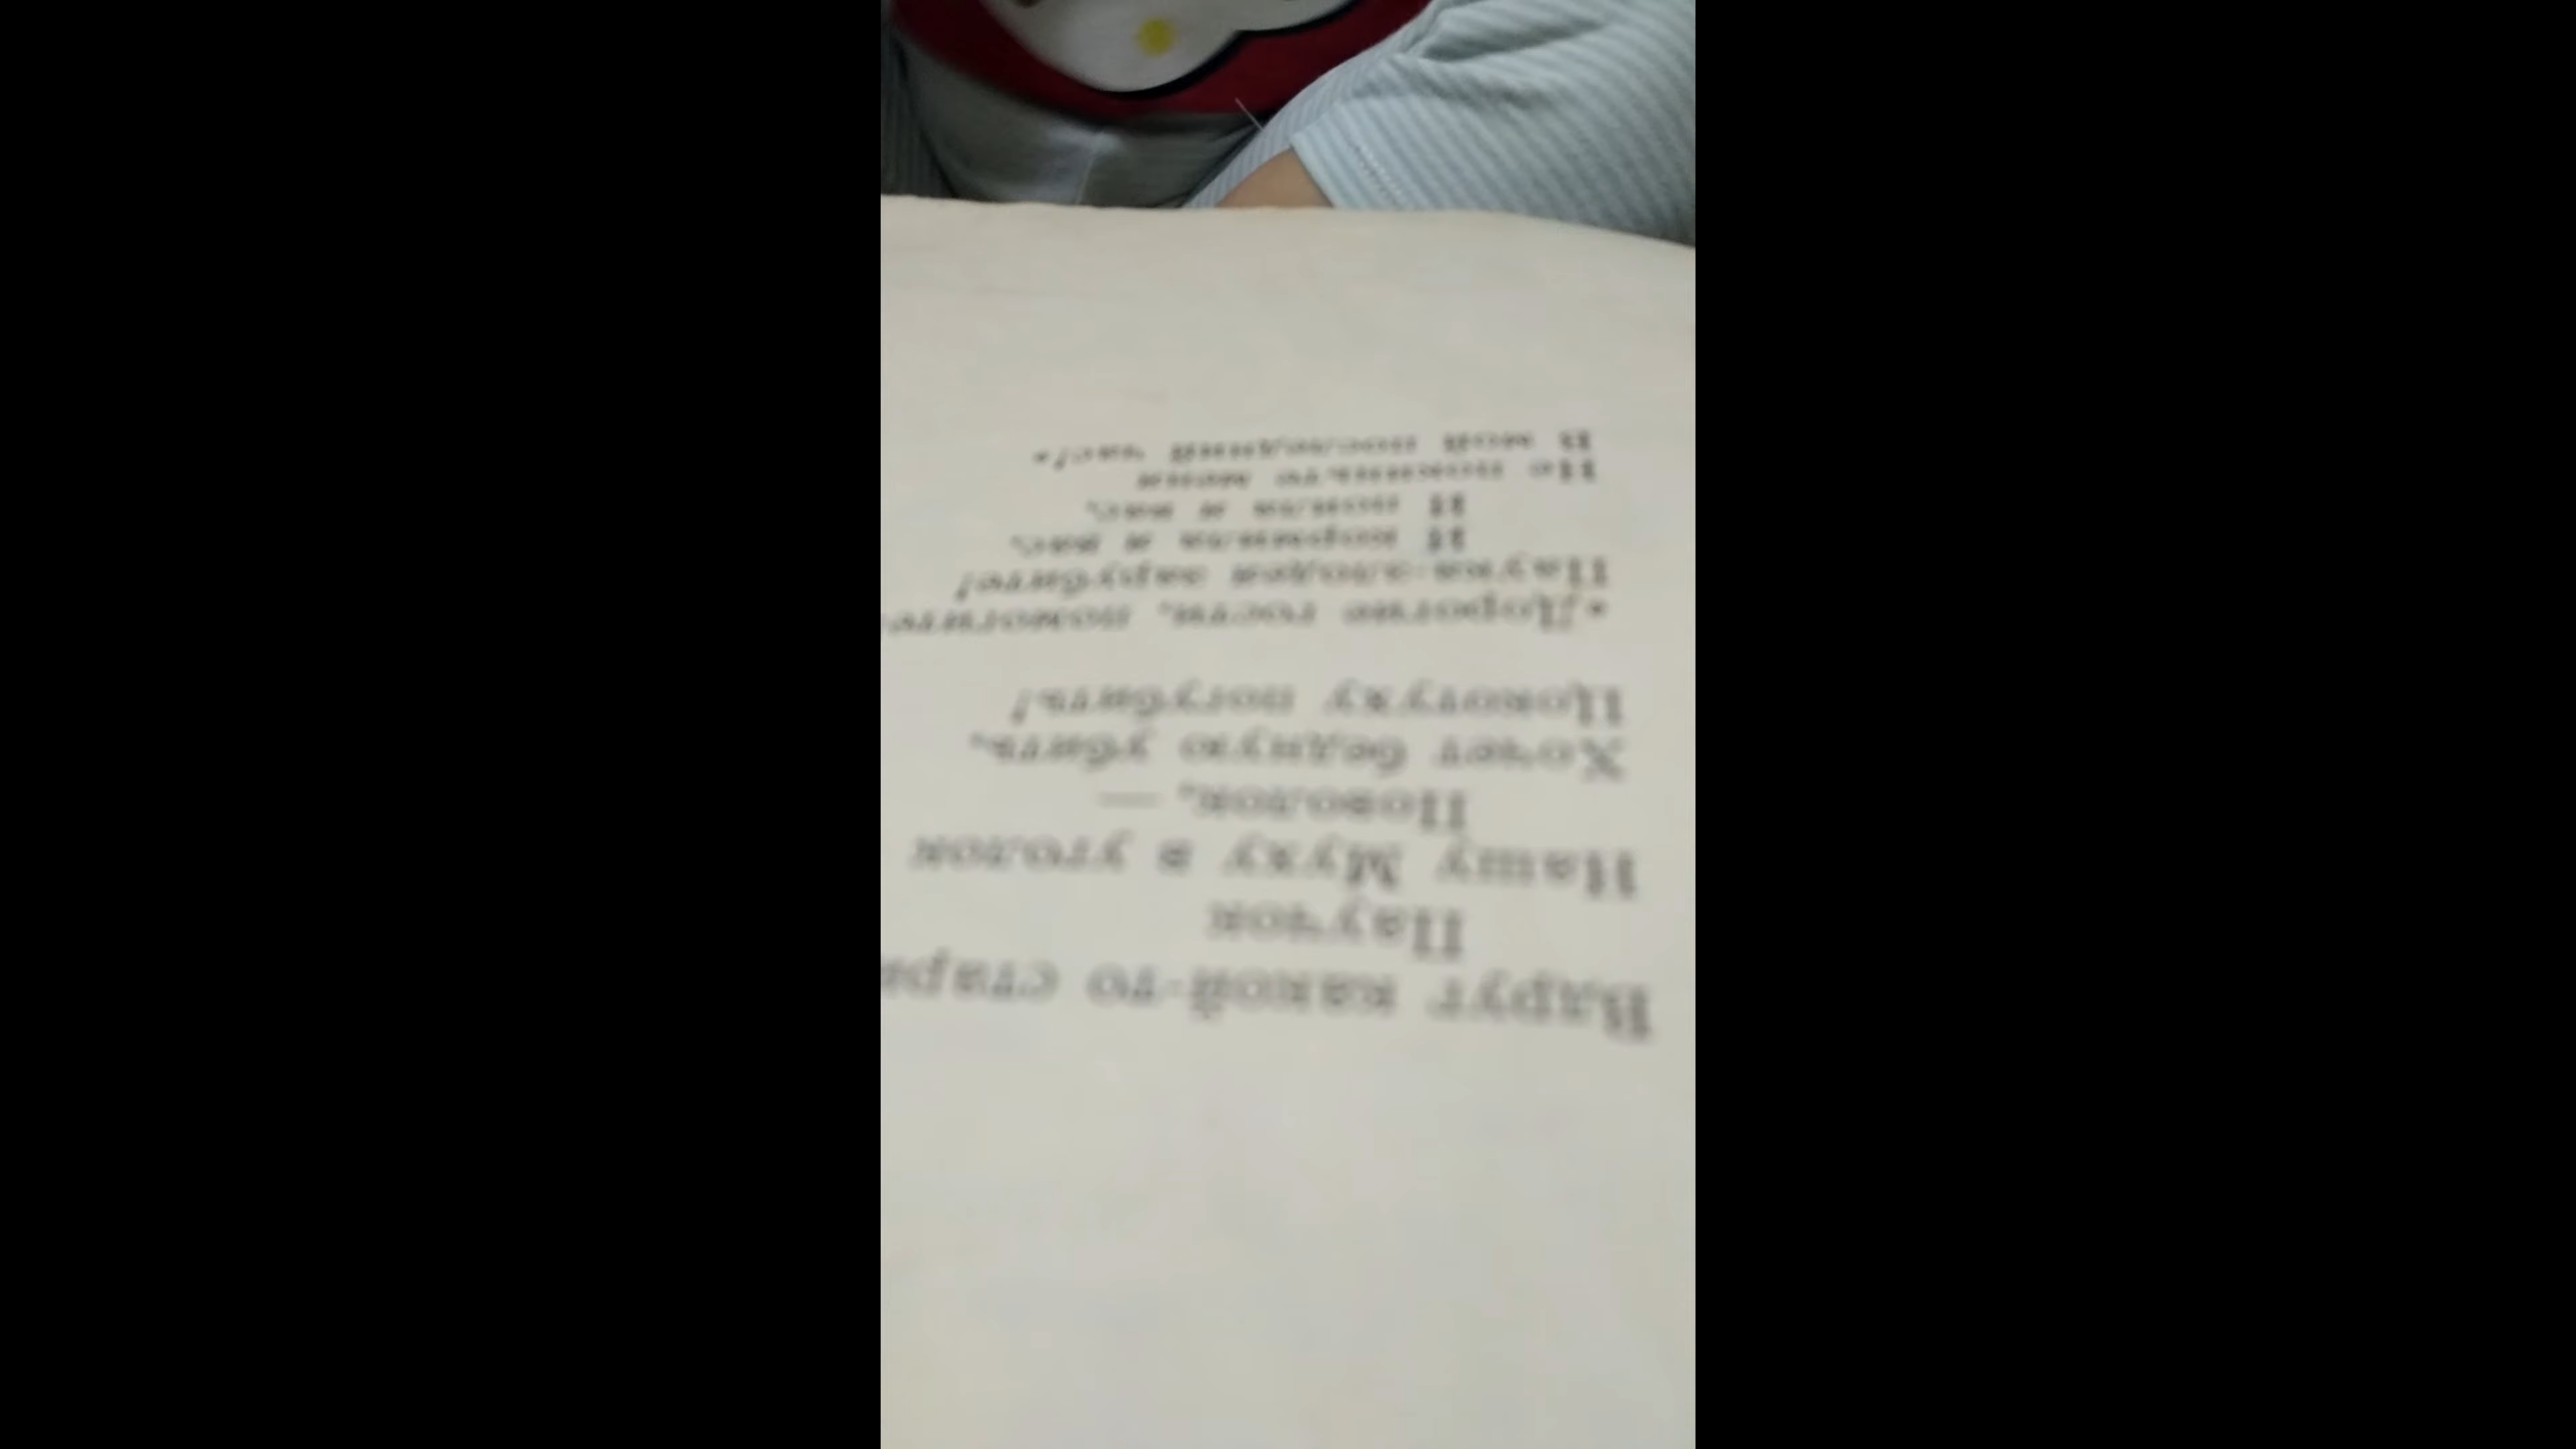 Вдруг какой-то стари
Паучок
Нашу Муху в уголок
Поволок, —
Хочет бедную убить,
Цокотуху погубить!
«Дорогие гости, помогите
Паука-злодея зарубите!
И кормила я вас,
И поила я вас,
Не покиньте меня
В мой последний час!»